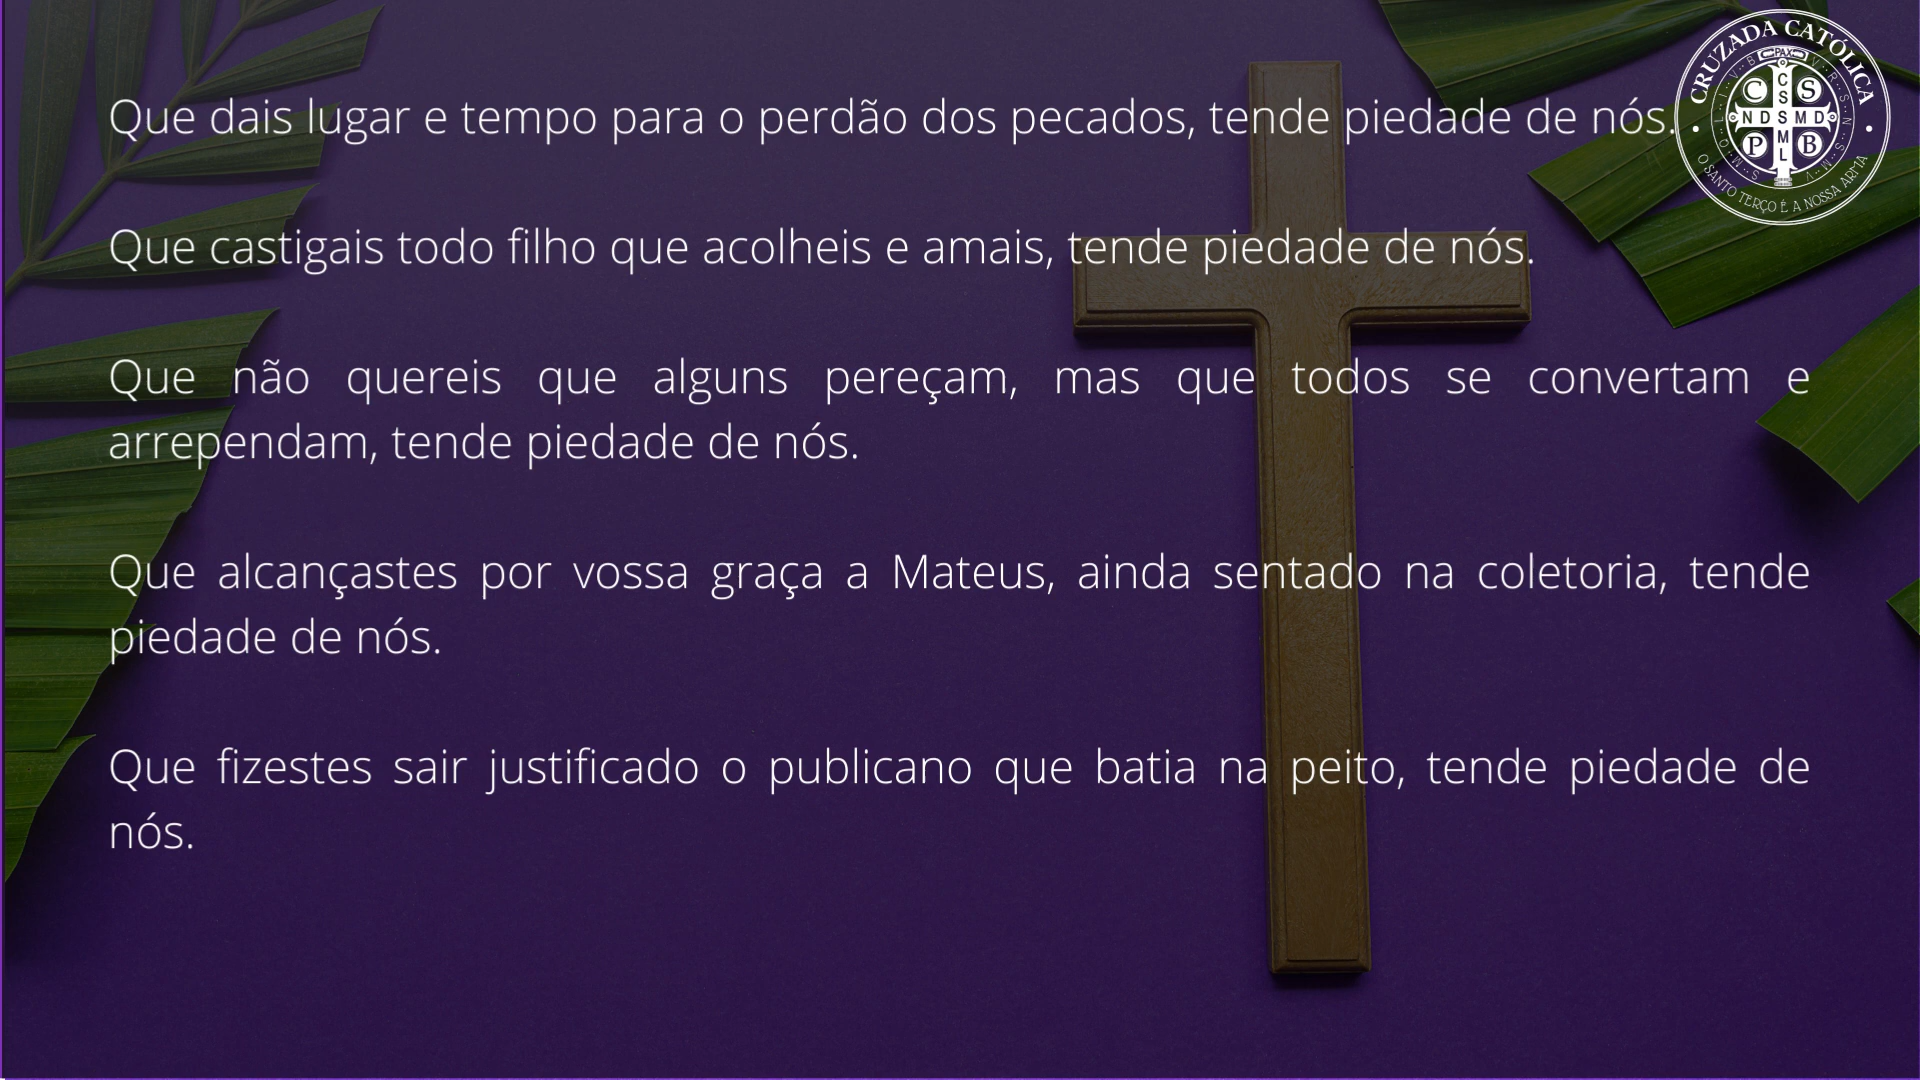 Que dais lugar e tempo para o perdão dos pecados, tende piedade de nós.
Que castigais todo filho que acolheis e amais, tende piedade de nós.
Que não quereis que alguns pereçam, mas que todos se convertam e
arrependam, tende piedade de nós.
Que alcançastes por vossa graça a Mateus, ainda sentado na coletoria, tende
piedade de nós.
Que fizestes sair justificado o publicano que batia na peito, tende piedade de
nós.
CRUZADA CATÓLICA
PAX
C S
C S S M L
N D S M D
P B
O SANTO TERÇO É A NOSSA ARMA